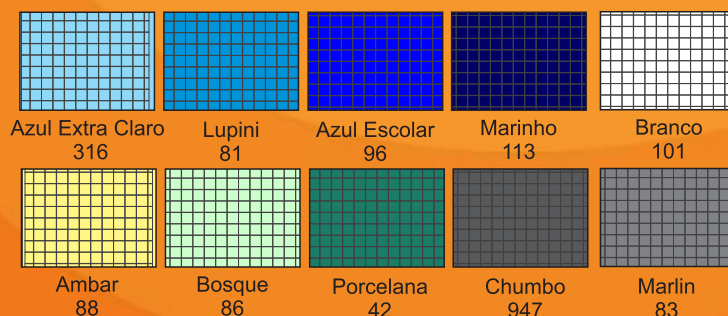 Azul Extra Claro
316
Lupini
81
Azul Escolar
96
Marinho
113
Branco
101
Ambar
88
Bosque
86
Porcelana
42
Chumbo
947
Marlin
83